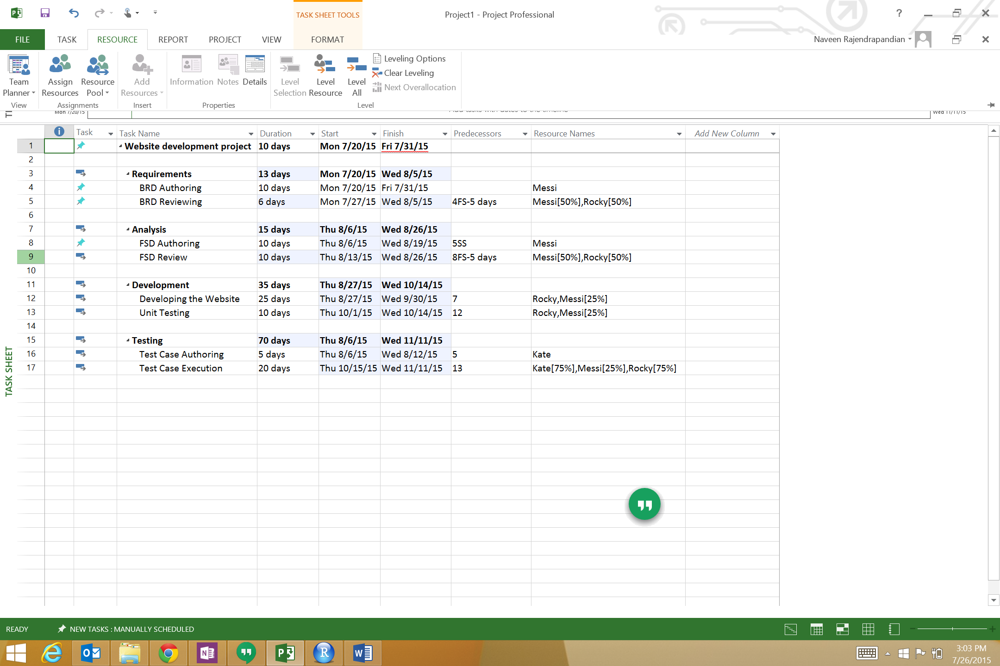 TASK SHEET TOOLS
Project1 - Project Professional
?
FILE TASK RESOURCE REPORT PROJECT VIEW FORMAT
Naveen Rajendrapandian
Team Planner
Assign Resources
Resource Pool
Add Resources
Information
Notes
Details
Level Selection
Level Resource
Level All
Leveling Options
Clear Leveling
Next Overallocation
View Assignments Insert Properties Level
Mon 7/20/15
Add tasks with dates to the timeline
Wed 11/11/15
Task Task Name Duration Start Finish Predecessors Resource Names Add New Column
1 Website development project 10 days Mon 7/20/15 Fri 7/31/15
2
3 Requirements 13 days Mon 7/20/15 Wed 8/5/15
4 BRD Authoring 10 days Mon 7/20/15 Fri 7/31/15 Messi
5 BRD Reviewing 6 days Mon 7/27/15 Wed 8/5/15 4FS-5 days Messi[50%],Rocky[50%]
6
7 Analysis 15 days Thu 8/6/15 Wed 8/26/15
8 FSD Authoring 10 days Thu 8/6/15 Wed 8/19/15 5SS Messi
9 FSD Review 10 days Thu 8/13/15 Wed 8/26/15 8FS-5 days Messi[50%],Rocky[50%]
10
11 Development 35 days Thu 8/27/15 Wed 10/14/15
12 Developing the Website 25 days Thu 8/27/15 Wed 9/30/15 7 Rocky,Messi[25%]
13 Unit Testing 10 days Thu 10/1/15 Wed 10/14/15 12 Rocky,Messi[25%]
14
15 Testing 70 days Thu 8/6/15 Wed 11/11/15
16 Test Case Authoring 5 days Thu 8/6/15 Wed 8/12/15 5 Kate
17 Test Case Execution 20 days Thu 10/15/15 Wed 11/11/15 13 Kate[75%],Messi[25%],Rocky[75%]
TASK SHEET
READY NEW TASKS : MANUALLY SCHEDULED
3:03 PM
7/26/2015